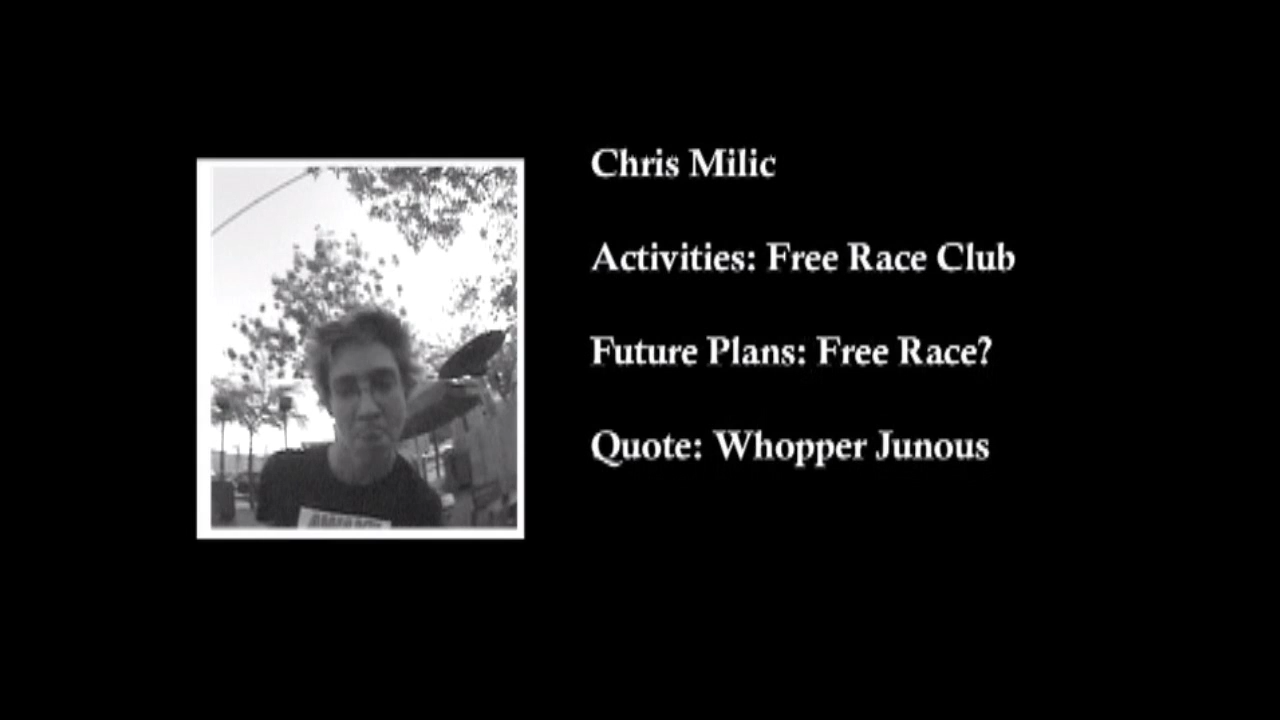 Chris Milic
Activities: Free Race Club
Future Plans: Free Race?
Quote: Whopper Junous